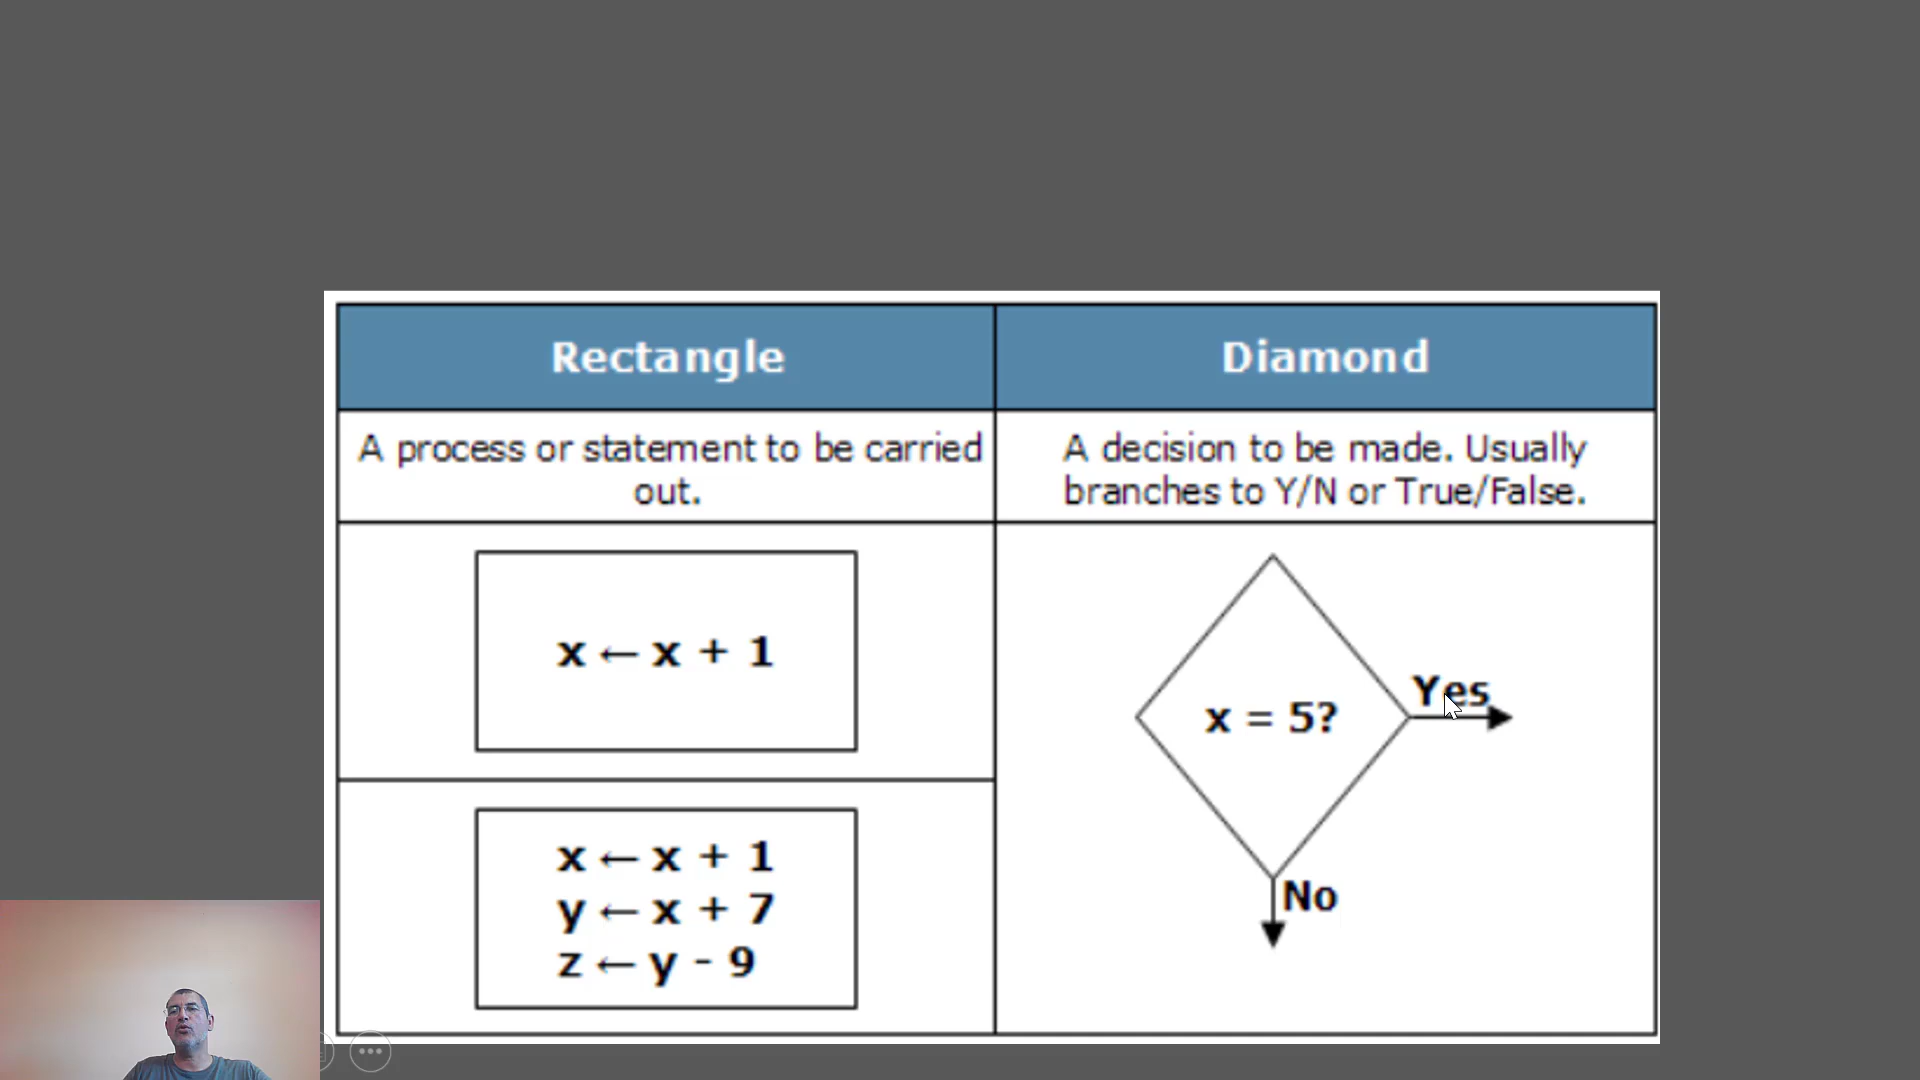 Rectangle
Diamond
A process or statement to be carried
out.
A decision to be made. Usually
branches to Y/N or True/False.
x ← x + 1
x = 5?
Yes
No
x ← x + 1
y ← x + 7
z ← y - 9